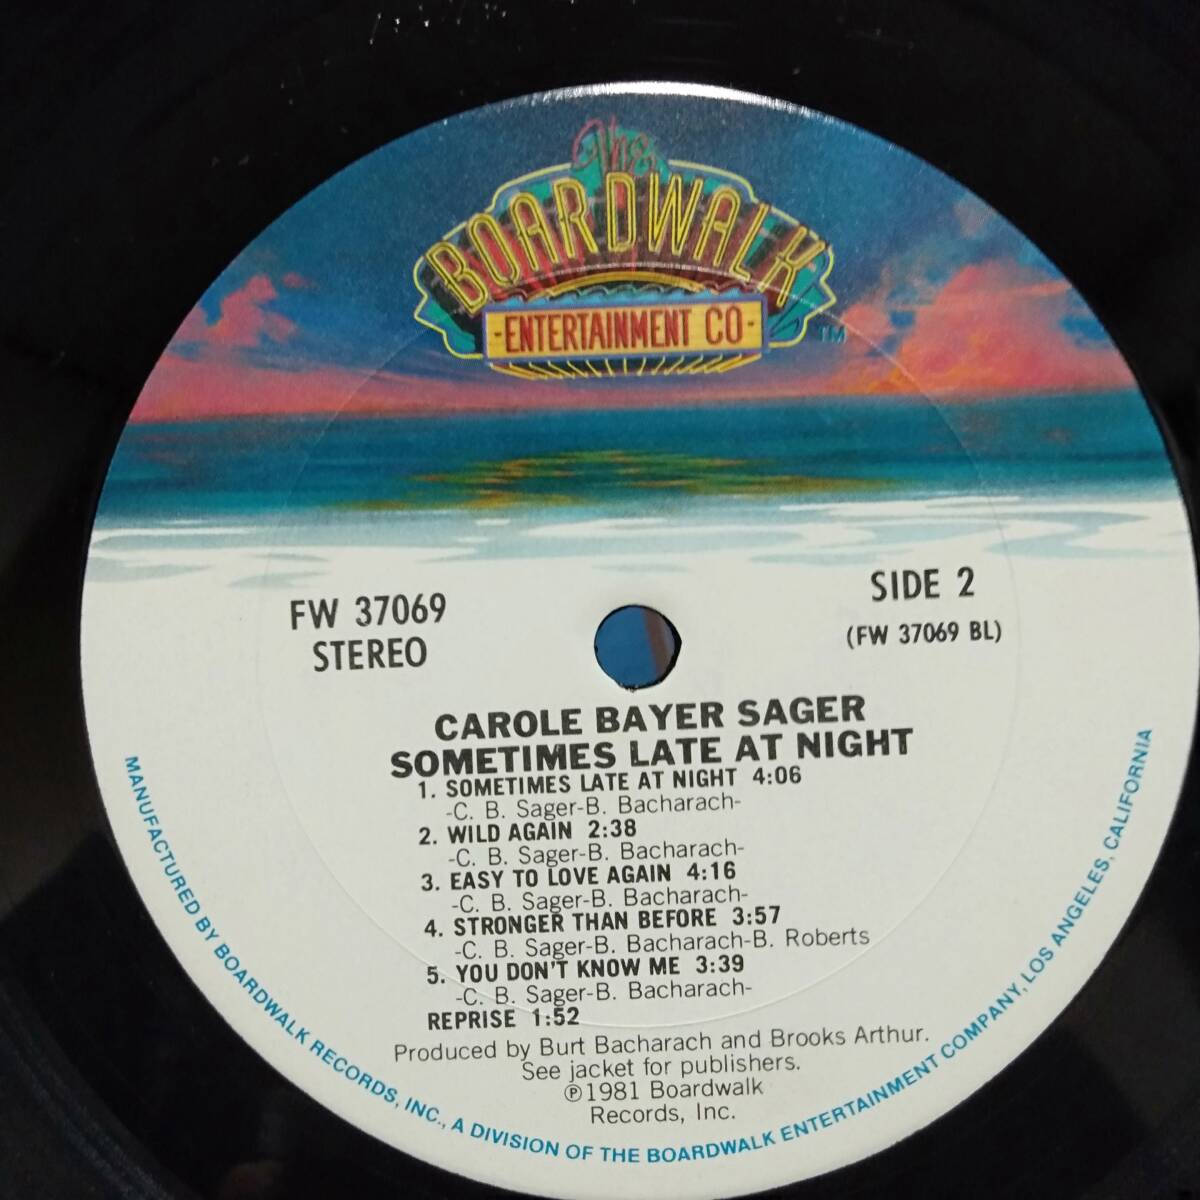 The
BOARDWALK
-ENTERTAINMENT CO-
TM
FW 37069
STEREO
SIDE 2
(FW 37069 BL)
CAROLE BAYER SAGER
SOMETIMES LATE AT NIGHT
1. SOMETIMES LATE AT NIGHT 4:06
-C. B. Sager-B. Bacharach-
2. WILD AGAIN 2:38
-C. B. Sager-B. Bacharach-
3. EASY TO LOVE AGAIN 4:16
-C. B. Sager-B. Bacharach-
4. STRONGER THAN BEFORE 3:57
-C. B. Sager-B. Bacharach-B. Roberts
5. YOU DON'T KNOW ME 3:39
-C. B. Sager-B. Bacharach-
REPRISE 1:52
Produced by Burt Bacharach and Brooks Arthur.
See jacket for publishers.
℗1981 Boardwalk
Records, Inc.
MANUFACTURED BY BOARDWALK RECORDS, INC., A DIVISION OF THE BOARDWALK ENTERTAINMENT COMPANY, LOS ANGELES, CALIFORNIA